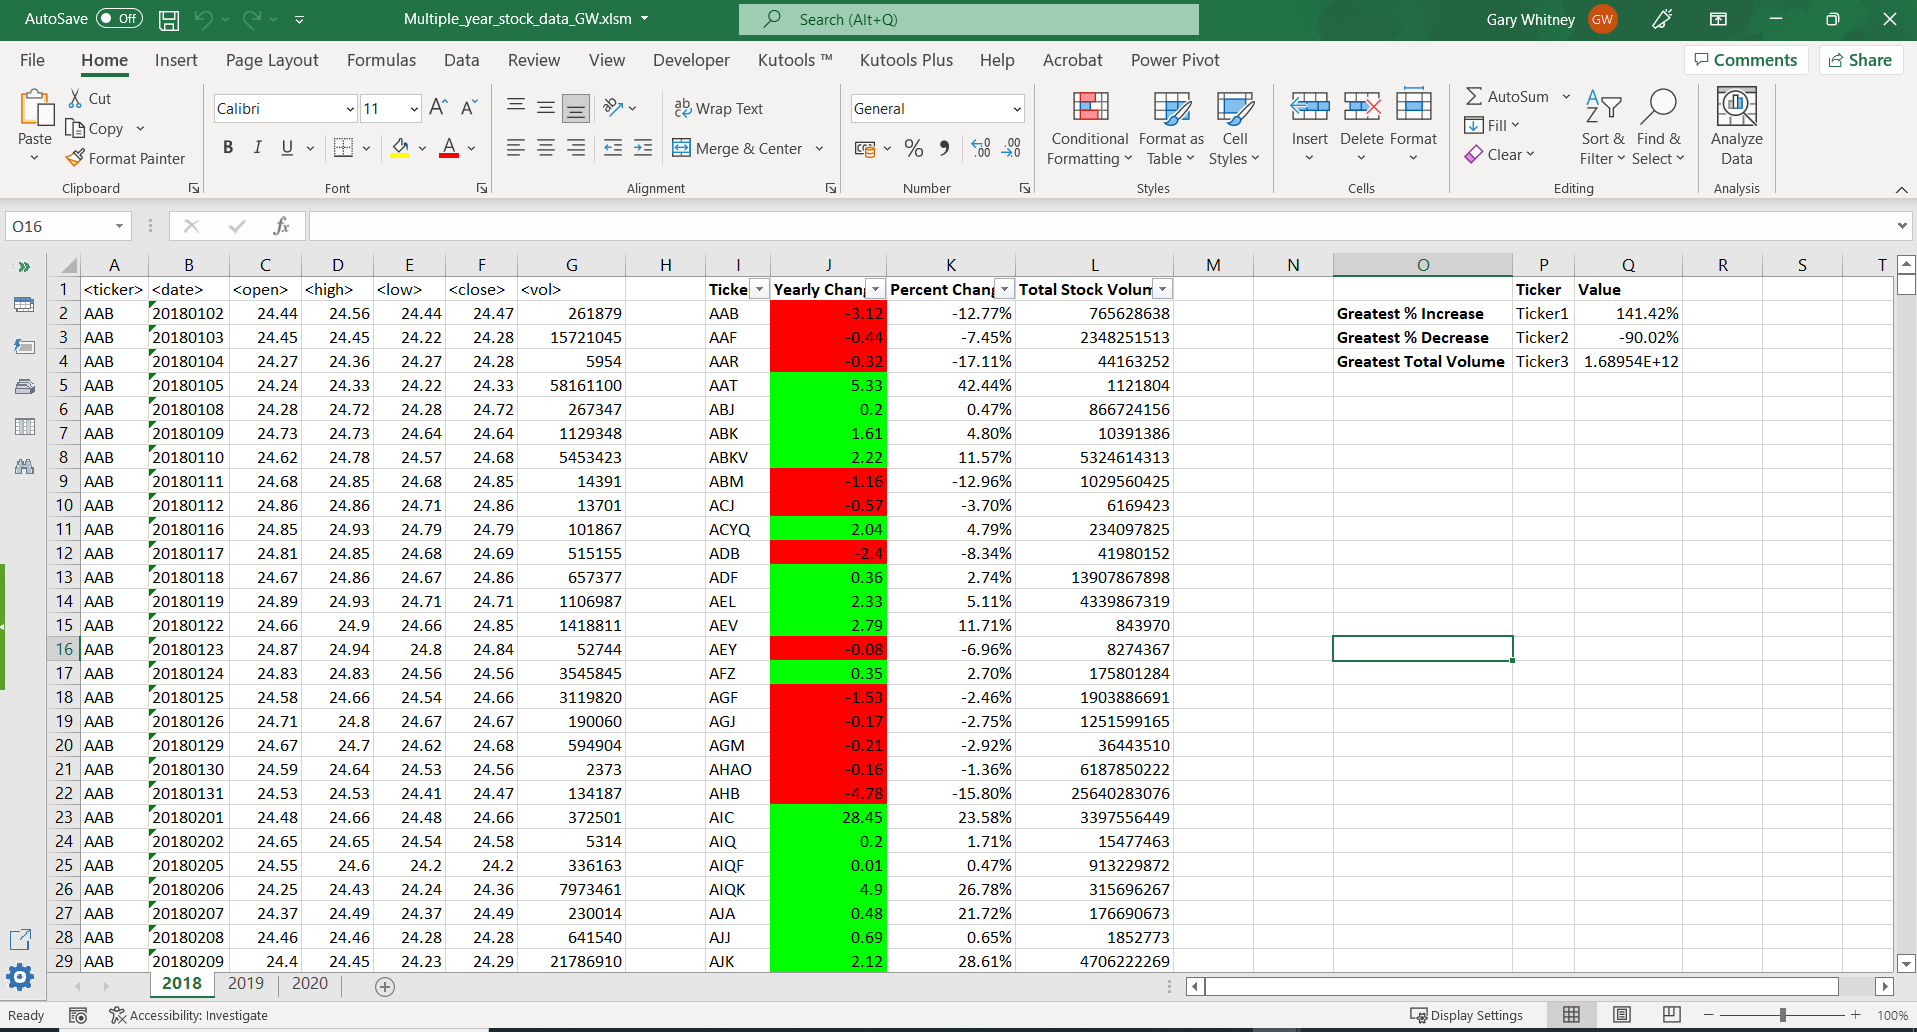 AutoSave Off Multiple_year_stock_data_GW.xlsm Search (Alt+Q) Gary Whitney GW
File Home Insert Page Layout Formulas Data Review View Developer Kutools ™ Kutools Plus Help Acrobat Power Pivot Comments Share
Paste Cut Copy Format Painter Clipboard
Calibri 11 A A B I U A Font
ab Wrap Text Merge & Center Alignment
General % Number
Conditional Formatting Format as Table Cell Styles Styles
Insert Delete Format Cells
AutoSum Fill Clear Sort & Filter Find & Select Editing
Analyze Data Analysis
O16 fx
A B C D E F G H I J K L M N O P Q R S T
1 <ticker> <date> <open> <high> <low> <close> <vol> Ticke Yearly Chang Percent Chang Total Stock Volum Ticker Value
2 AAB 20180102 24.44 24.56 24.44 24.47 261879 AAB -3.12 -12.77% 765628638 Greatest % Increase Ticker1 141.42%
3 AAB 20180103 24.45 24.45 24.22 24.28 15721045 AAF -0.44 -7.45% 2348251513 Greatest % Decrease Ticker2 -90.02%
4 AAB 20180104 24.27 24.36 24.27 24.28 5954 AAR -0.32 -17.11% 44163252 Greatest Total Volume Ticker3 1.68954E+12
5 AAB 20180105 24.24 24.33 24.22 24.33 58161100 AAT 5.33 42.44% 1121804
6 AAB 20180108 24.28 24.72 24.28 24.72 267347 ABJ 0.2 0.47% 866724156
7 AAB 20180109 24.73 24.73 24.64 24.64 1129348 ABK 1.61 4.80% 10391386
8 AAB 20180110 24.62 24.78 24.57 24.68 5453423 ABKV 2.22 11.57% 5324614313
9 AAB 20180111 24.68 24.85 24.68 24.85 14391 ABM -1.16 -12.96% 1029560425
10 AAB 20180112 24.86 24.86 24.71 24.86 13701 ACJ -0.57 -3.70% 6169423
11 AAB 20180116 24.85 24.93 24.79 24.79 101867 ACYQ 2.04 4.79% 234097825
12 AAB 20180117 24.81 24.85 24.68 24.69 515155 ADB -2.4 -8.34% 41980152
13 AAB 20180118 24.67 24.86 24.67 24.86 657377 ADF 0.36 2.74% 13907867898
14 AAB 20180119 24.89 24.93 24.71 24.71 1106987 AEL 2.33 5.11% 4339867319
15 AAB 20180122 24.66 24.9 24.66 24.85 1418811 AEV 2.79 11.71% 843970
16 AAB 20180123 24.87 24.94 24.8 24.84 52744 AEY -0.08 -6.96% 8274367
17 AAB 20180124 24.83 24.83 24.56 24.56 3545845 AFZ 0.35 2.70% 175801284
18 AAB 20180125 24.58 24.66 24.54 24.66 3119820 AGF -1.53 -2.46% 1903886691
19 AAB 20180126 24.71 24.8 24.67 24.67 190060 AGJ -0.17 -2.75% 1251599165
20 AAB 20180129 24.67 24.7 24.62 24.68 594904 AGM -0.21 -2.92% 36443510
21 AAB 20180130 24.59 24.64 24.53 24.56 2373 AHAO -0.16 -1.36% 6187850222
22 AAB 20180131 24.53 24.53 24.41 24.47 134187 AHB -4.78 -15.80% 25640283076
23 AAB 20180201 24.48 24.66 24.48 24.66 372501 AIC 28.45 23.58% 3397556449
24 AAB 20180202 24.65 24.65 24.54 24.58 5314 AIQ 0.2 1.71% 15477463
25 AAB 20180205 24.55 24.6 24.2 24.2 336163 AIQF 0.01 0.47% 913229872
26 AAB 20180206 24.25 24.43 24.24 24.36 7973461 AIQK 4.9 26.78% 315696267
27 AAB 20180207 24.37 24.49 24.37 24.49 230014 AJA 0.48 21.72% 176690673
28 AAB 20180208 24.46 24.46 24.28 24.28 641540 AJJ 0.69 0.65% 1852773
29 AAB 20180209 24.4 24.45 24.23 24.29 21786910 AJK 2.12 28.61% 4706222269
2018 2019 2020
Ready Accessibility: Investigate Display Settings 100%